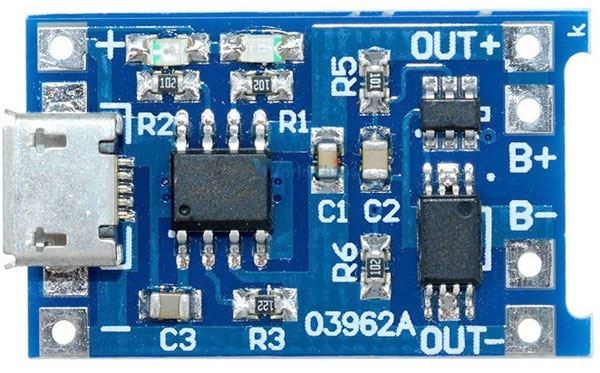 +
OUT+
k
102
102
R5
101
R2
R1
B+
B-
C1
C2
R6
102
122
C3
R3
03962A
-
OUT-